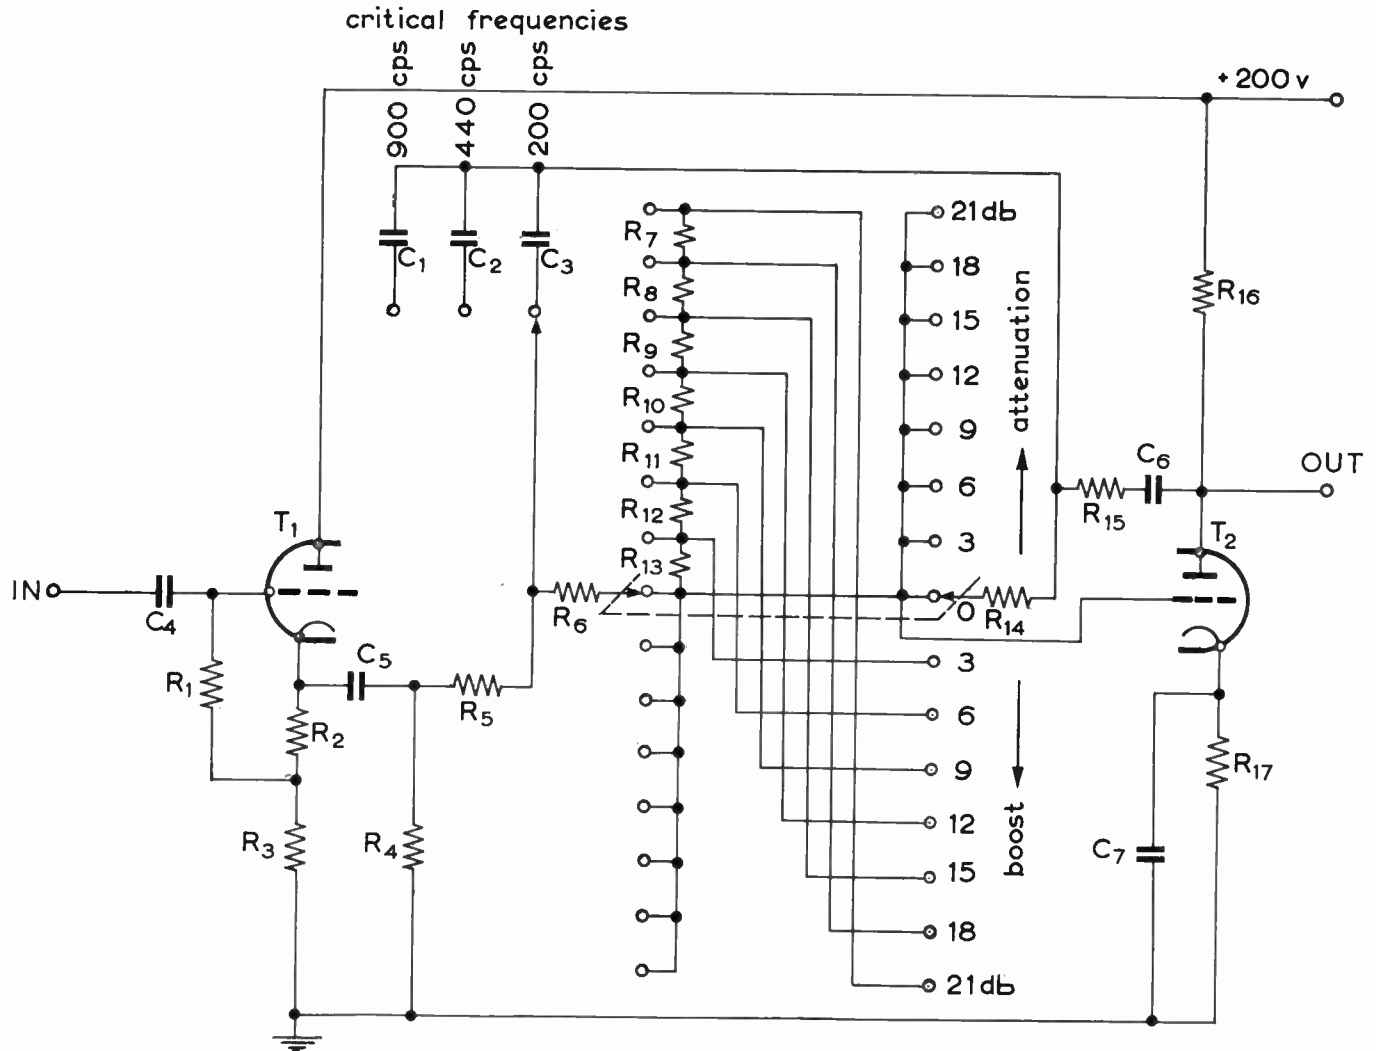 critical frequencies
900 cps
440 cps
200 cps
+200v
C1
C2
C3
R7
R8
R9
R10
R11
R12
R13
21db
18
15
12
9
6
3
0
3
6
9
12
15
18
21db
attenuation
boost
R16
C6
OUT
R15
T1
T2
IN
C4
R6
R14
C5
R1
R5
R2
R3
R4
R17
C7